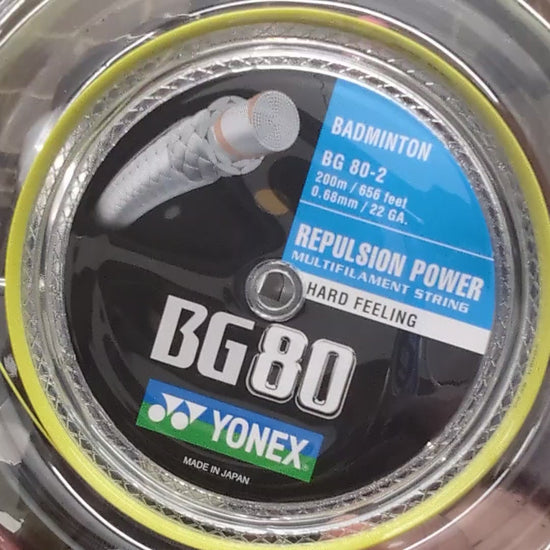 BADMINTON
BG 80-2
200m / 656 feet
0.68mm / 22 GA.
REPULSION POWER
MULTIFILAMENT STRING
HARD FEELING
BG80
YONEX
MADE IN JAPAN